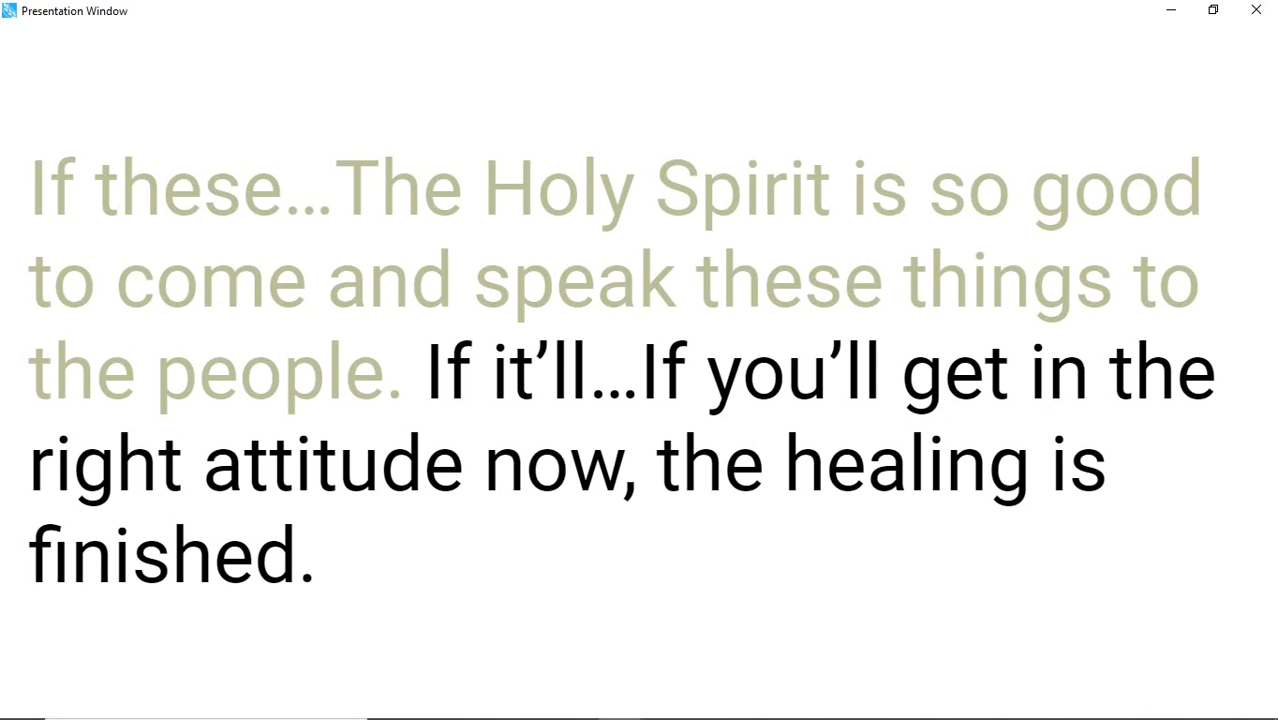 Presentation Window
If these…The Holy Spirit is so good
to come and speak these things to
the people. If it’ll…If you’ll get in the
right attitude now, the healing is
finished.